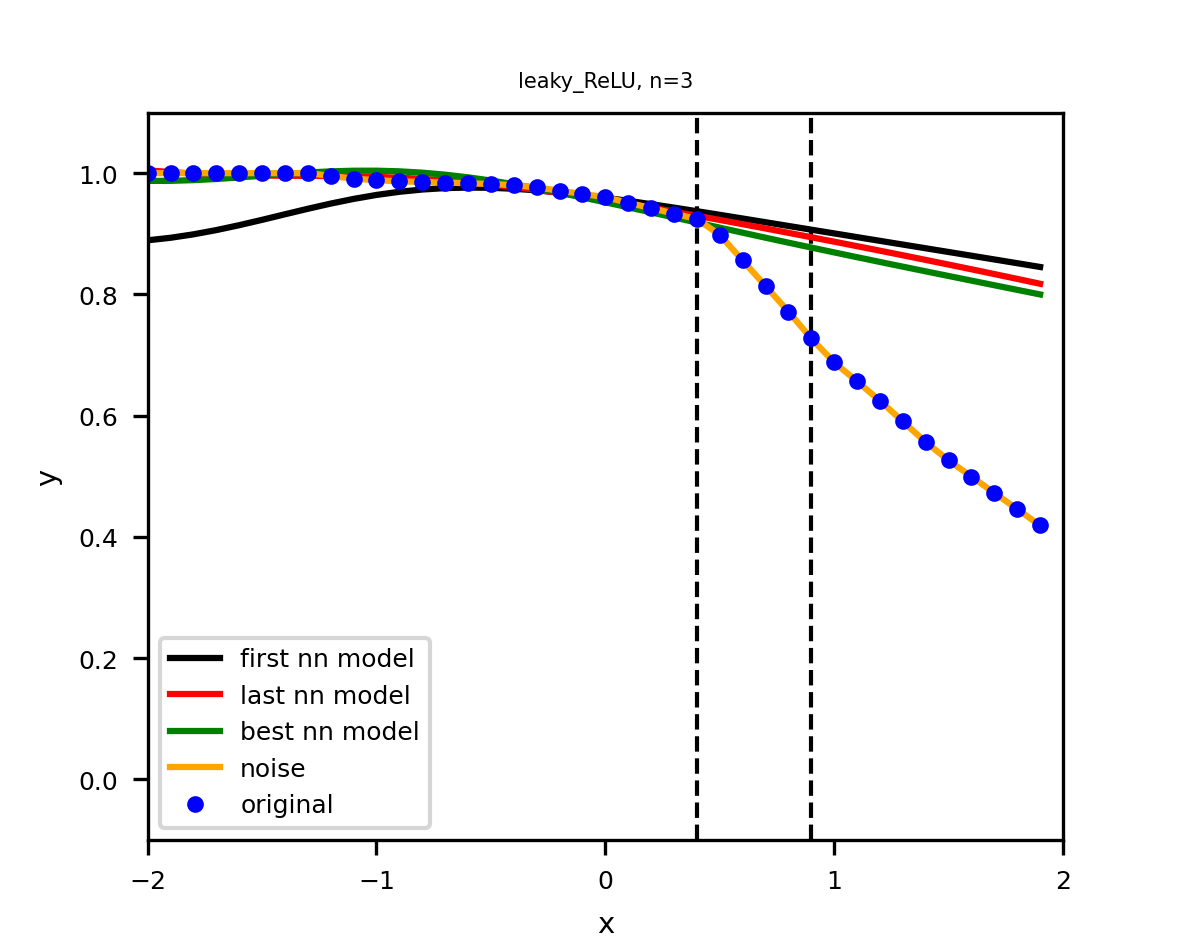 leaky_ReLU, n=3
1.0
0.8
0.6
0.4
0.2
0.0
y
first nn model
last nn model
best nn model
noise
original
−2
−1
0
1
2
x